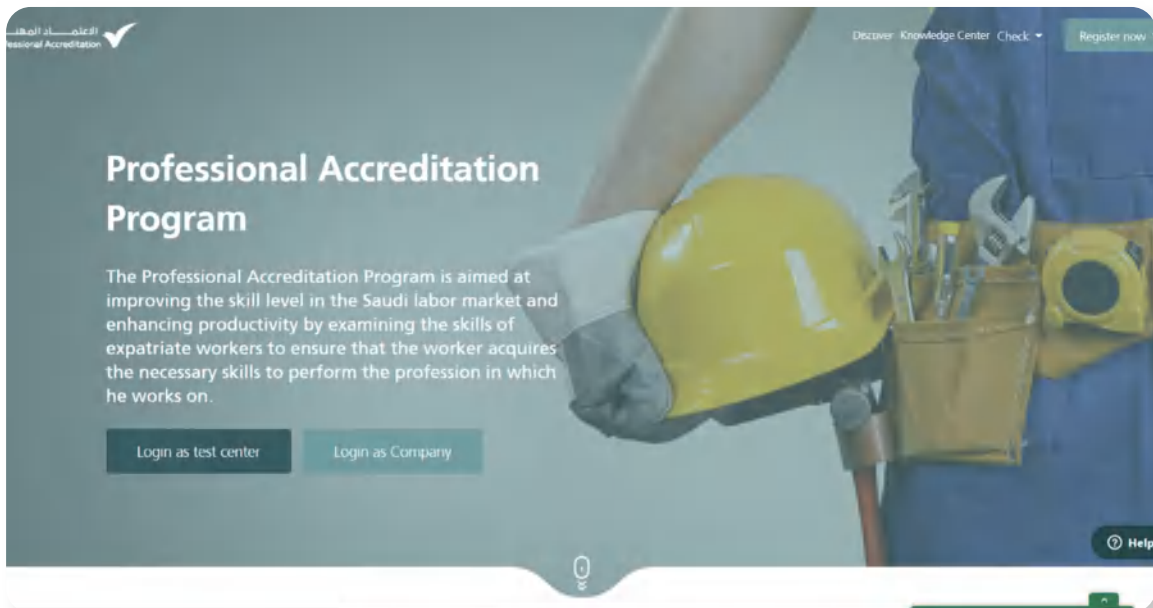 الاعتماد المهني
Professional Accreditation
Discover Knowledge Center Check
Register now
Professional Accreditation
Program
The Professional Accreditation Program is aimed at
improving the skill level in the Saudi labor market and
enhancing productivity by examining the skills of
expatriate workers to ensure that the worker acquires
the necessary skills to perform the profession in which
he works on.
Login as test center
Login as Company
Help